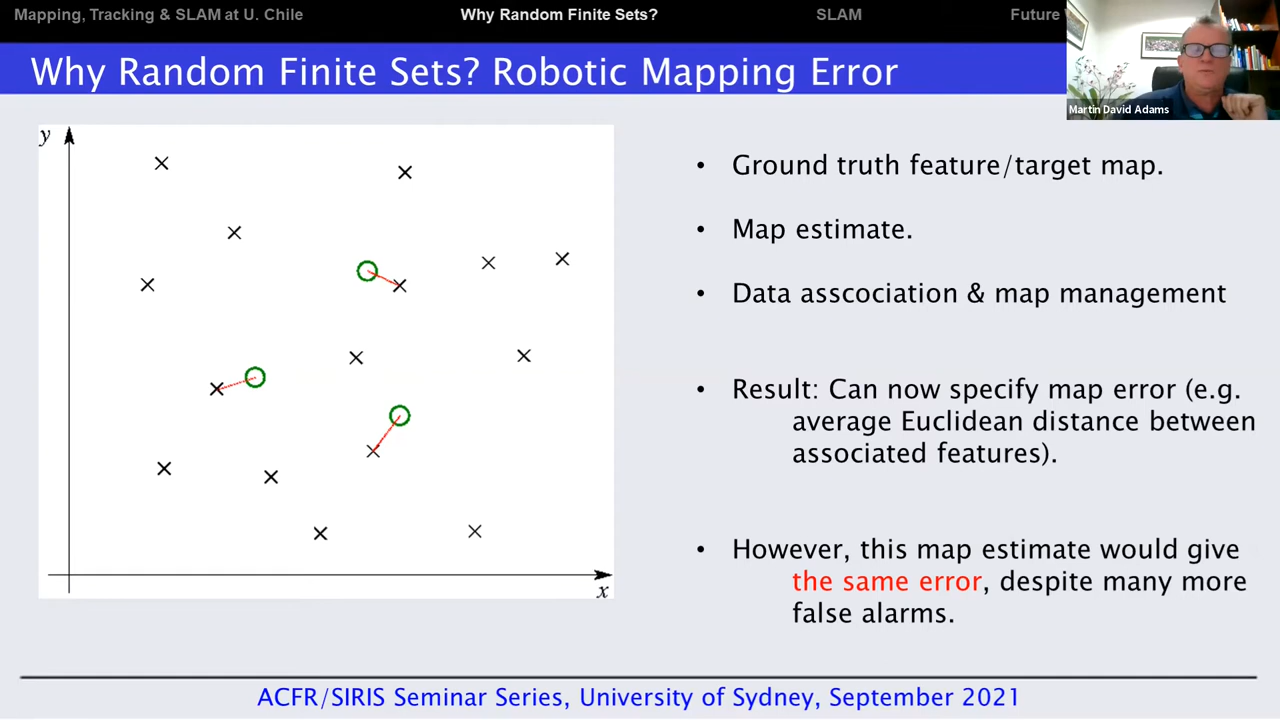 Mapping, Tracking & SLAM at U. Chile
Why Random Finite Sets?
SLAM
Future
Why Random Finite Sets? Robotic Mapping Error
Martin David Adams
y
x
• Ground truth feature/target map.
• Map estimate.
• Data asscociation & map management
• Result: Can now specify map error (e.g.
average Euclidean distance between
associated features).
• However, this map estimate would give
the same error, despite many more
false alarms.
ACFR/SIRIS Seminar Series, University of Sydney, September 2021